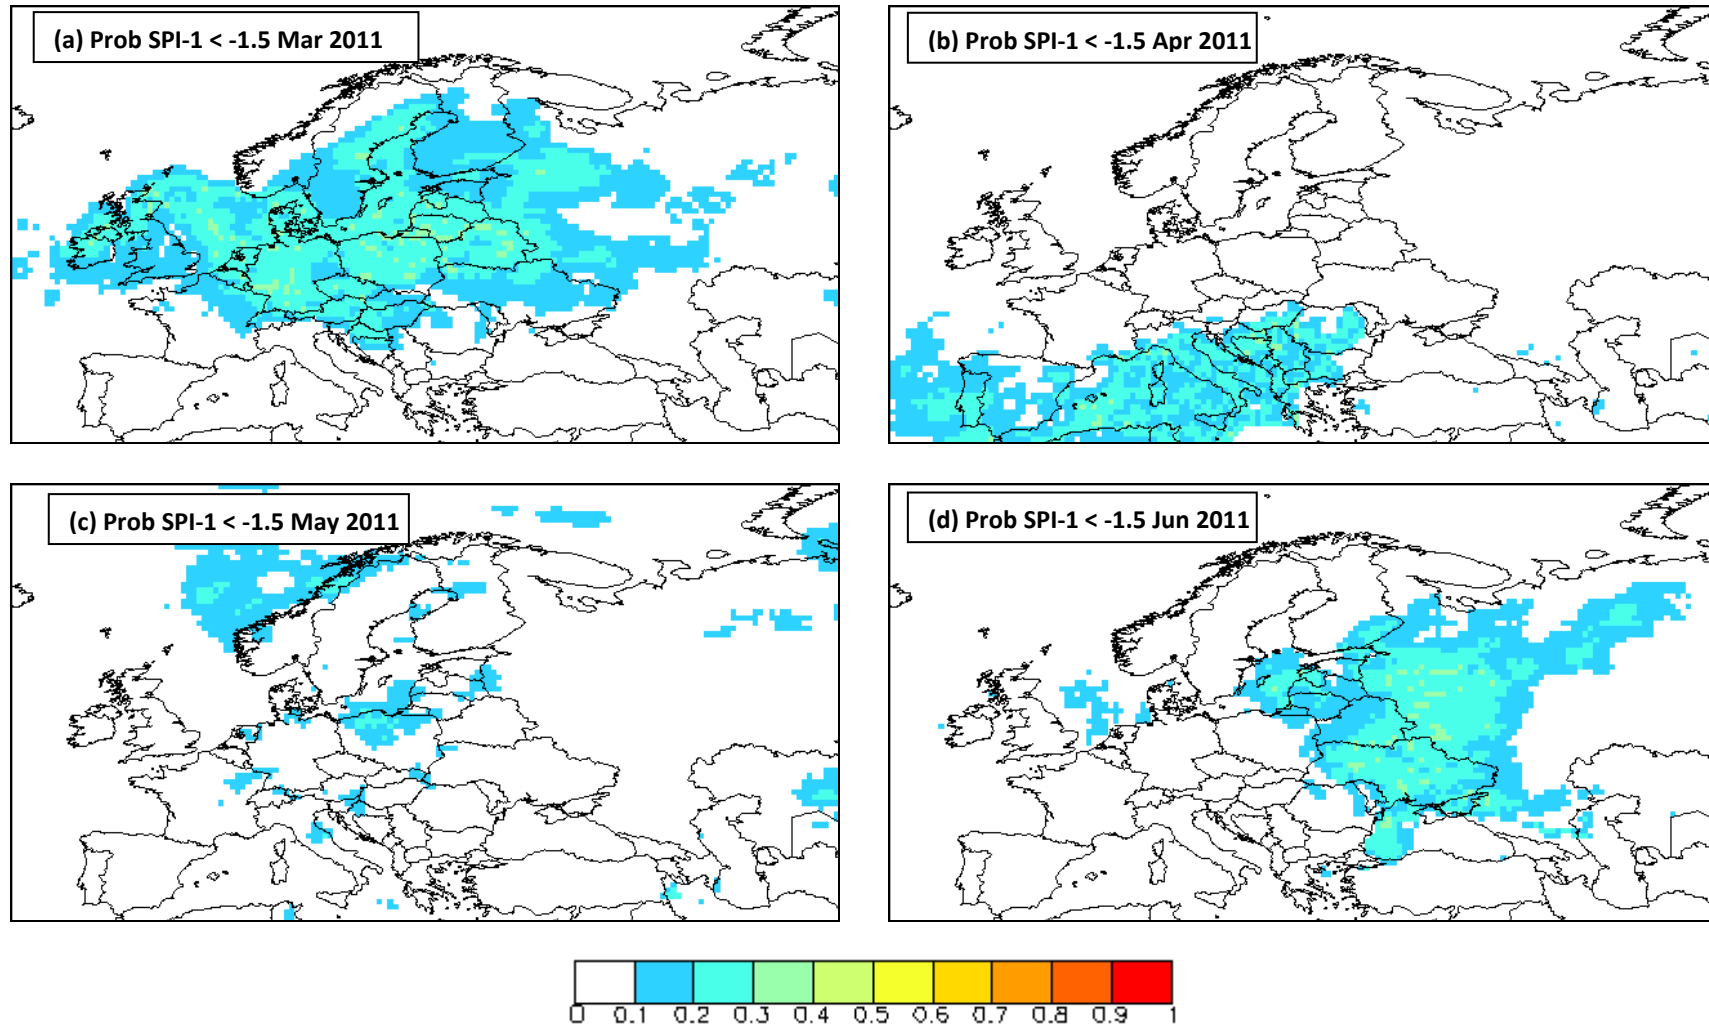 (a) Prob SPI-1 < -1.5 Mar 2011
(b) Prob SPI-1 < -1.5 Apr 2011
(c) Prob SPI-1 < -1.5 May 2011
(d) Prob SPI-1 < -1.5 Jun 2011
0 0.1 0.2 0.3 0.4 0.5 0.6 0.7 0.8 0.9 1